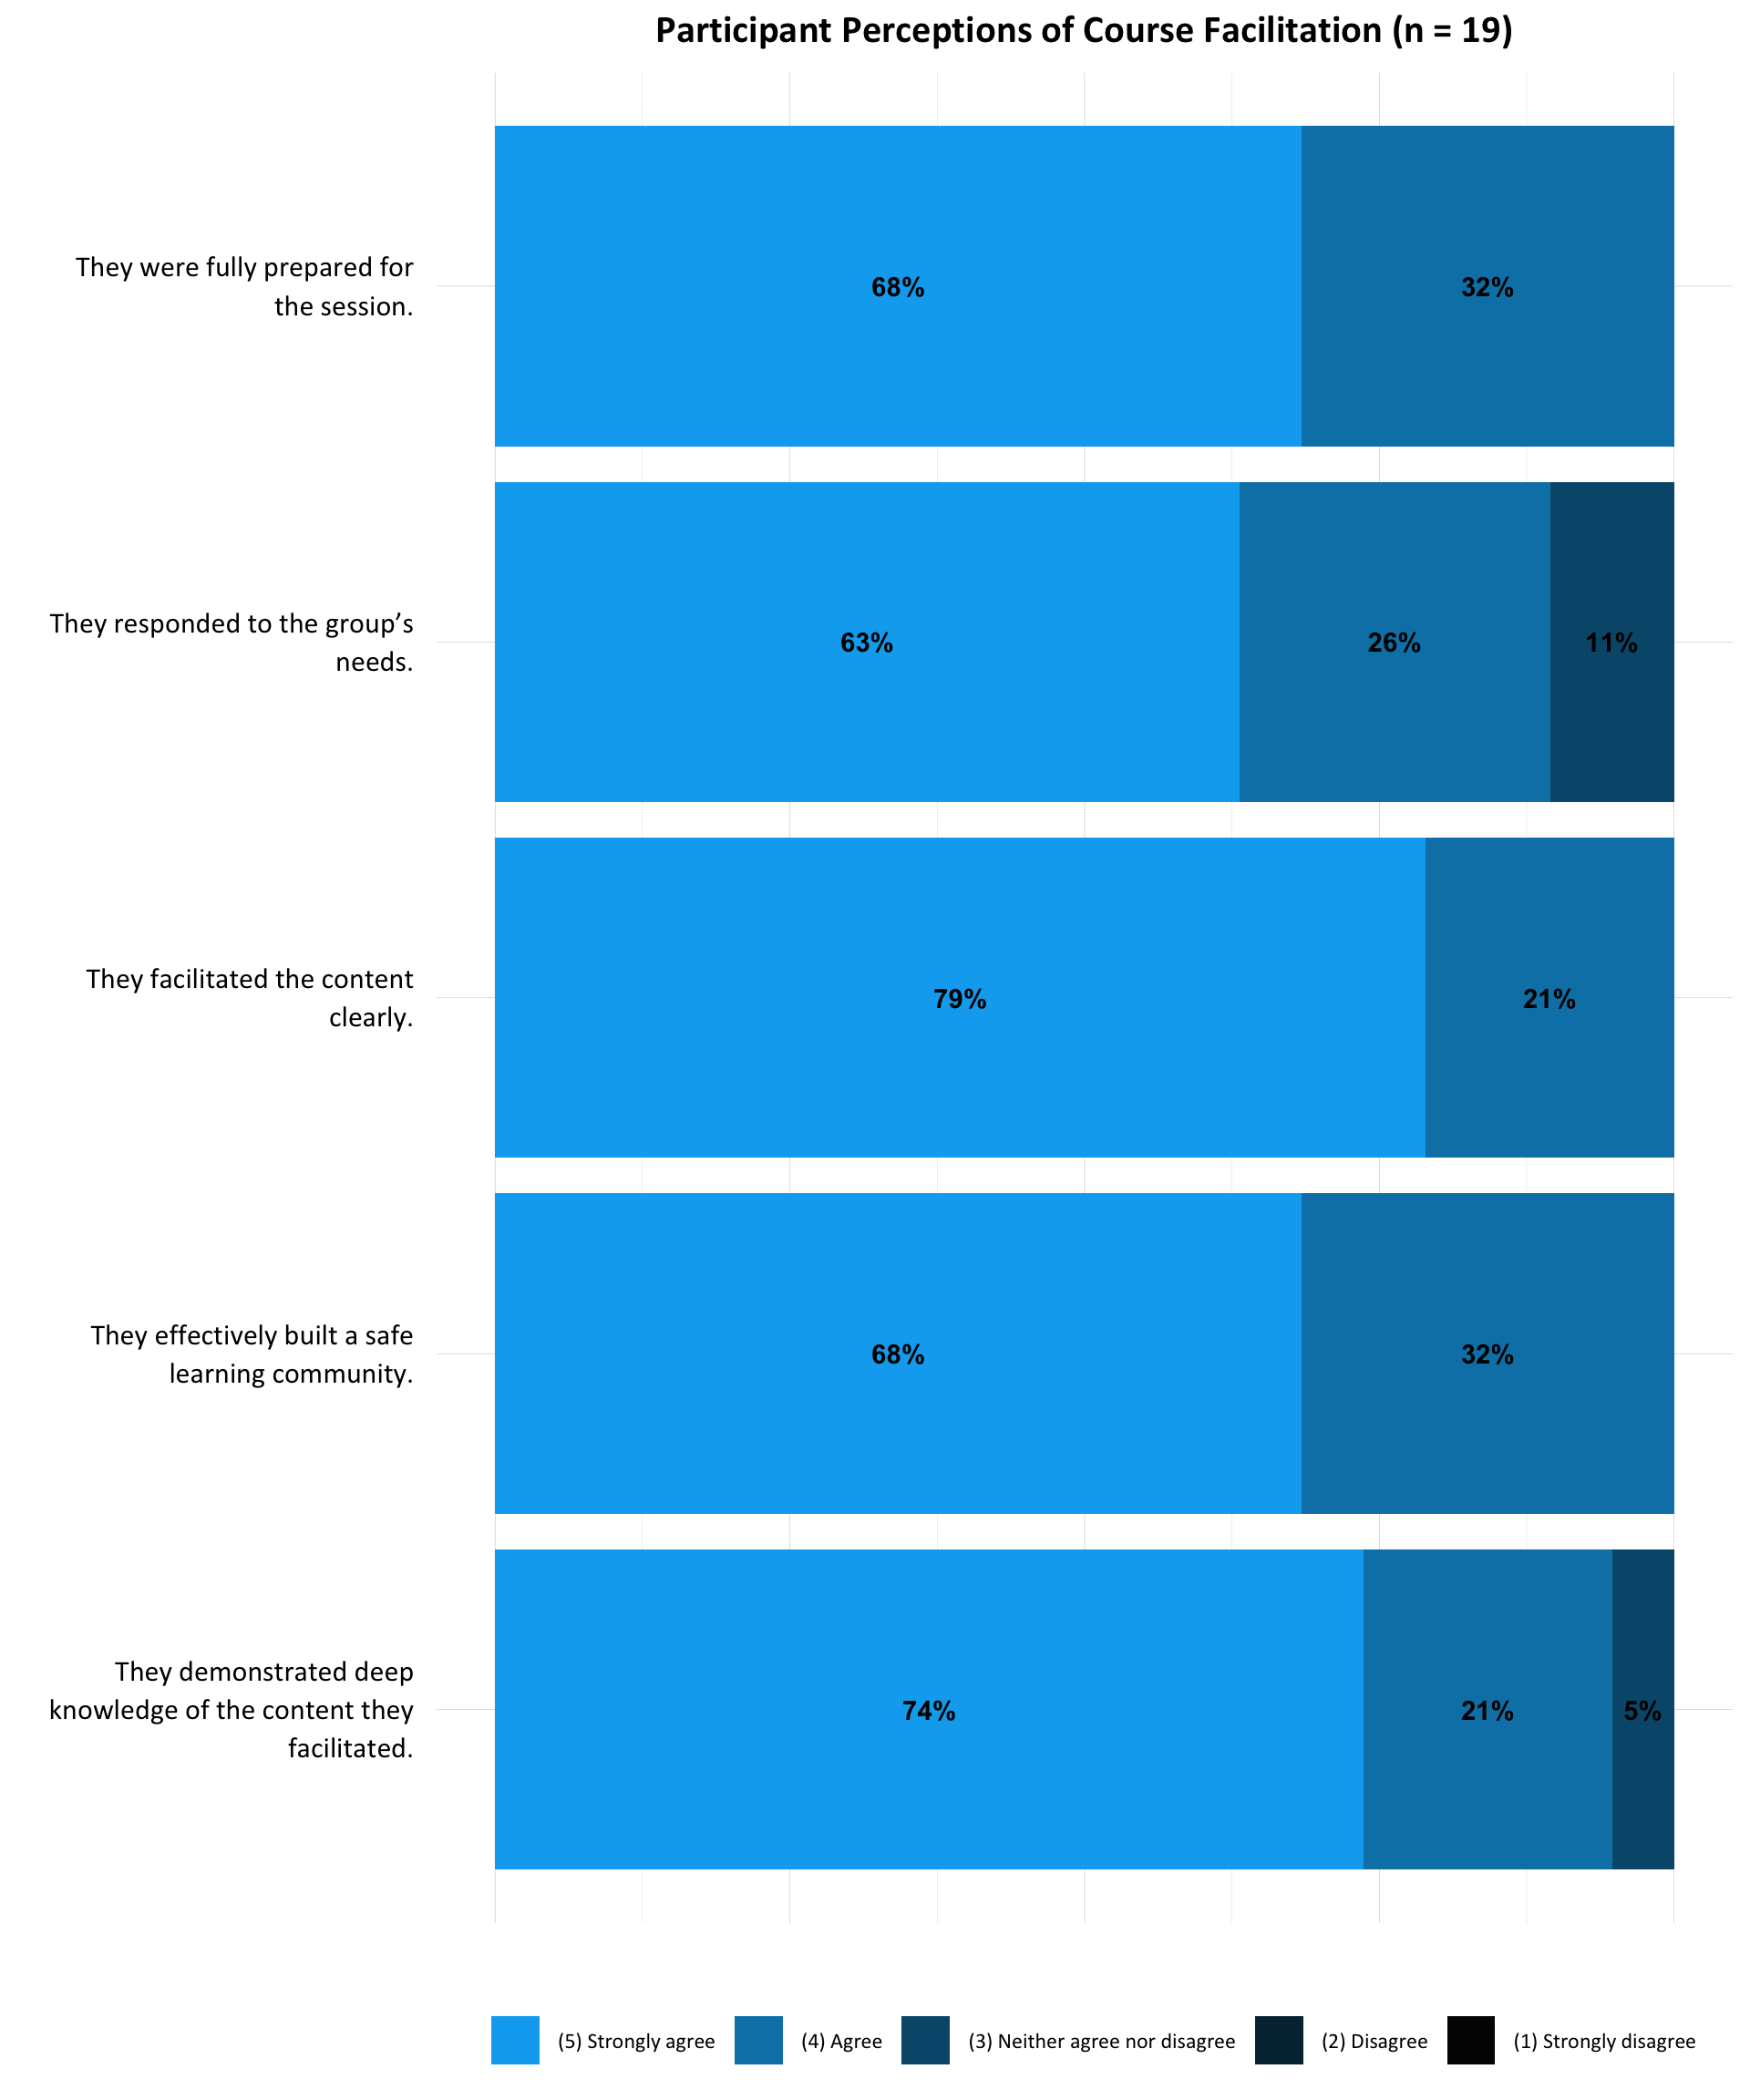 Participant Perceptions of Course Facilitation (n = 19)
They were fully prepared for
the session.
68%
32%
They responded to the group’s
needs.
63%
26%
11%
They facilitated the content
clearly.
79%
21%
They effectively built a safe
learning community.
68%
32%
They demonstrated deep
knowledge of the content they
facilitated.
74%
21%
5%
(5) Strongly agree
(4) Agree
(3) Neither agree nor disagree
(2) Disagree
(1) Strongly disagree